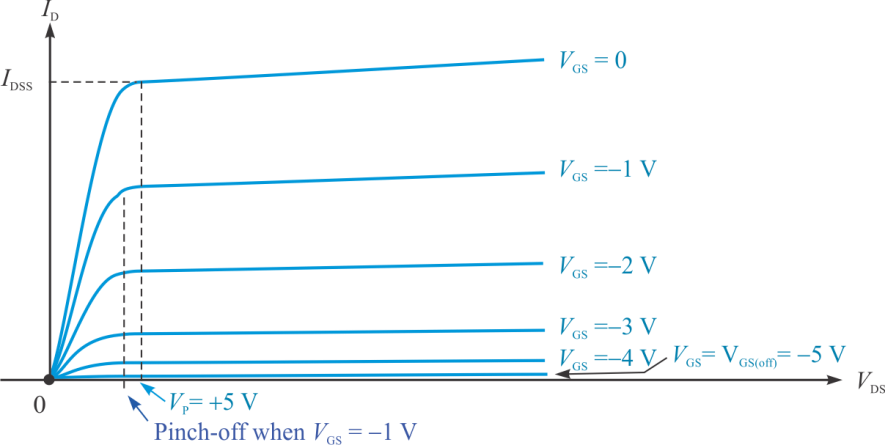 I_D
V_GS = 0
I_DSS
V_GS =–1 V
V_GS =–2 V
V_GS =–3 V
V_GS =–4 V
V_GS= V_GS(off)= –5 V
V_DS
0
V_P= +5 V
Pinch-off when V_GS = –1 V